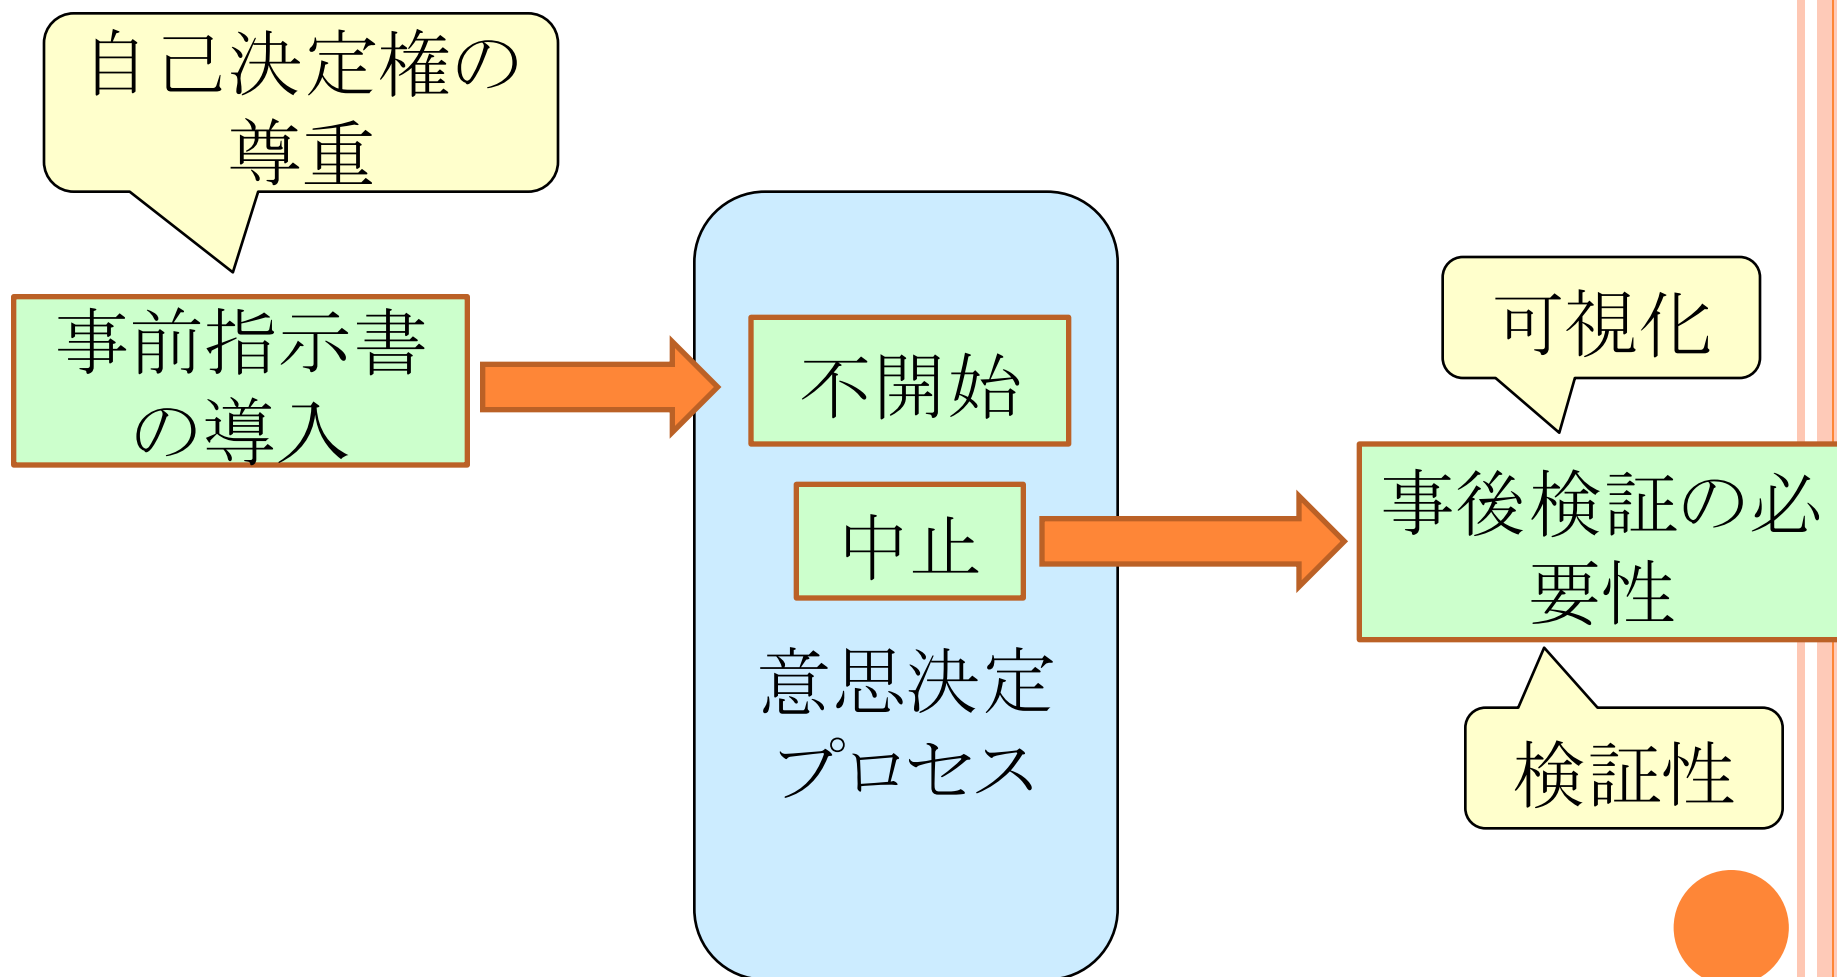 自己決定権の
尊重
事前指示書
の導入
不開始
中止
意思決定
プロセス
可視化
事後検証の必
要性
検証性